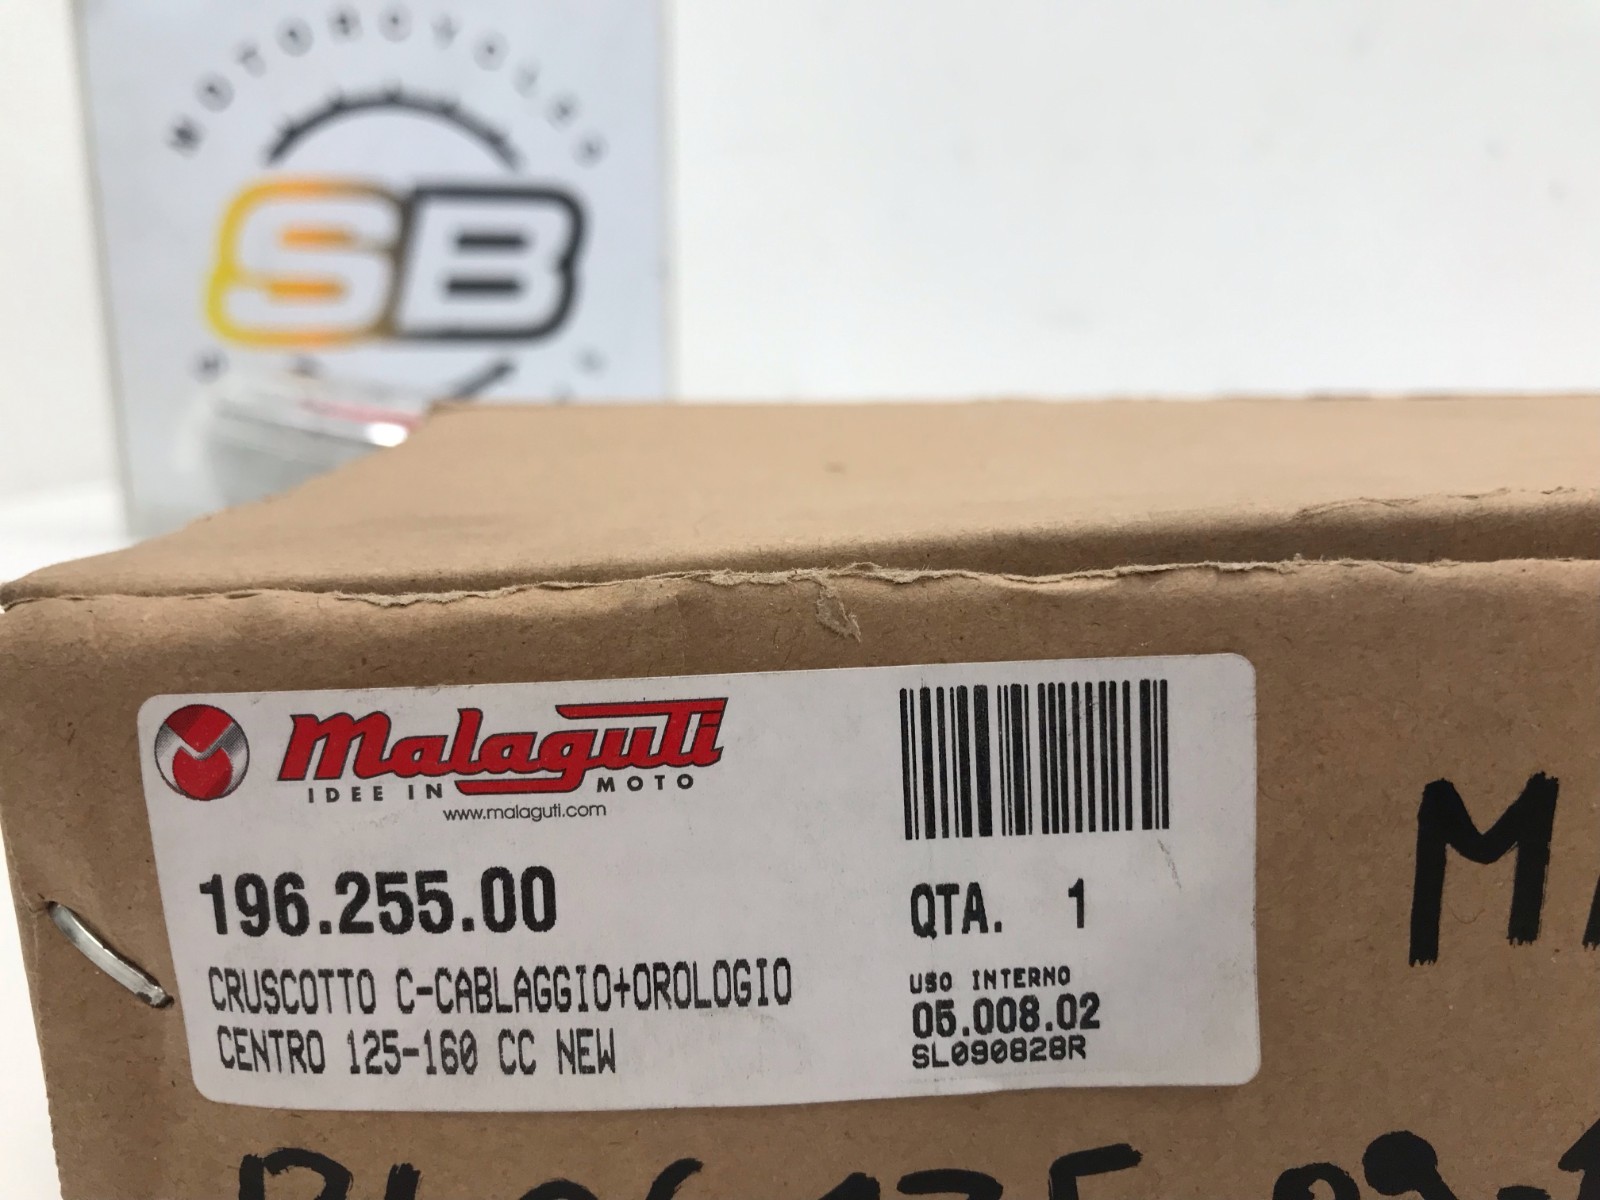 MOTORCYCLES
SB
Malaguti
IDEE IN MOTO
www.malaguti.com
196.255.00
QTA. 1
CRUSCOTTO C-CABLAGGIO+OROLOGIO
CENTRO 125-160 CC NEW
USO INTERNO
05.008.02
SL090828R
M